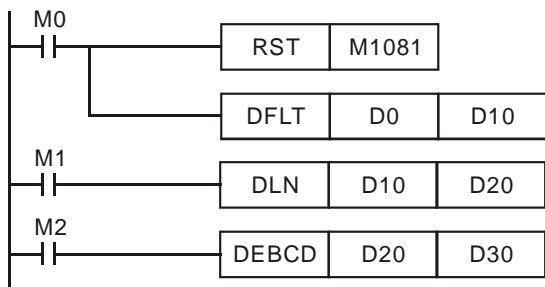 M0
RST M1081
DFLT D0 D10
M1
DLN D10 D20
M2
DEBCD D20 D30